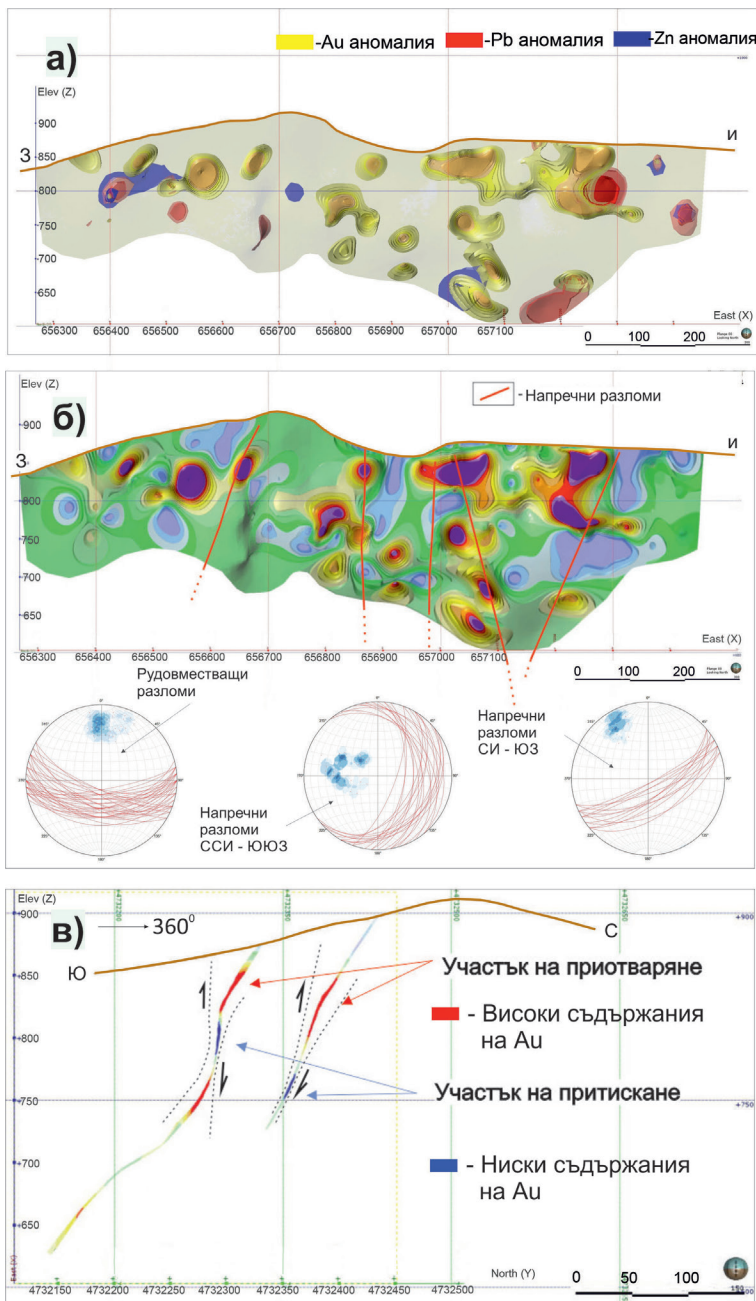 а)
-Au аномалия
-Pb аномалия
-Zn аномалия
Elev (Z)
З
И
900
850
800
750
700
650
East (X)
656300
656400
656500
656700
656800
656900
657000
657100
0 100 200
Elev (Z)
б)
- Напречни разломи
З
И
900
800
750
700
650
East (X)
656300
656400
656500
656700
656800
656900
657000
657100
0 100 200
Рудовместващи
разломи
Напречни
разломи
ССИ - ЮЮЗ
Напречни
разломи
СИ - ЮЗ
Elev (Z)
+900
+900
в)
360⁰
С
Ю
Участък на приотваряне
+850
- Високи съдържания
на Au
+800
Участък на притискане
+750
+750
- Ниски съдържания
на Au
+700
+650
North (Y)
0 50 100
4732150
4732200
4732250
4732300
4732350
4732400
4732450
4732500